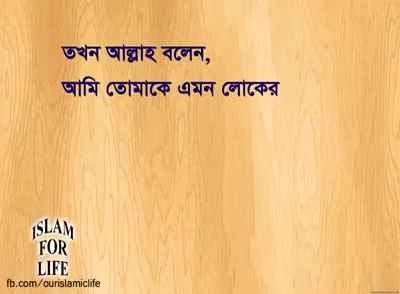 তখন আল্লাহ বলেন,
আমি তোমাকে এমন লোকের
ISLAM
FOR
LIFE
fb.com/ourislamiclife